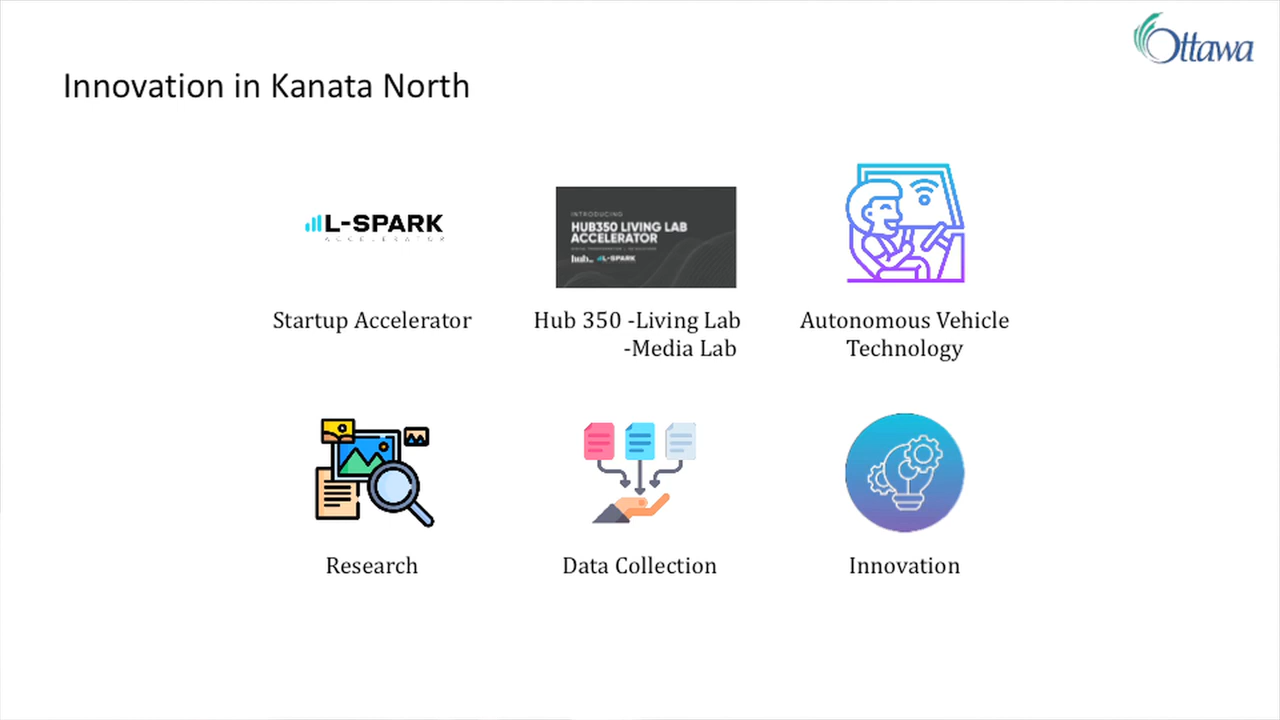 Ottawa
Innovation in Kanata North
L-SPARK
ACCELERATOR
INTRODUCING
HUB350 LIVING LAB
ACCELERATOR
hub_ L-SPARK
Startup Accelerator
Hub 350 -Living Lab
-Media Lab
Autonomous Vehicle
Technology
Research
Data Collection
Innovation